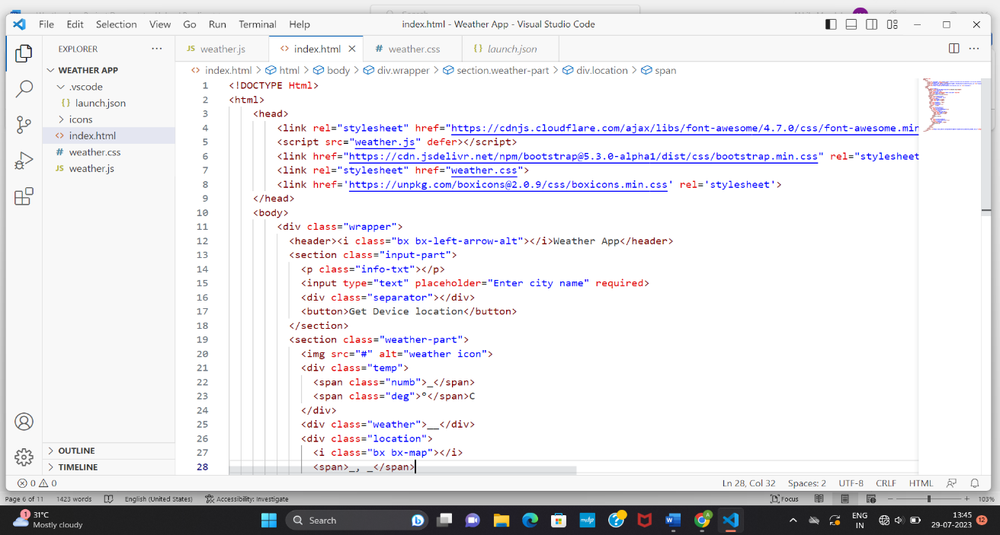 File Edit Selection View Go Run Terminal Help index.html - Weather App - Visual Studio Code
EXPLORER
WEATHER APP
.vscode
{} launch.json
icons
<> index.html
# weather.css
JS weather.js
OUTLINE
TIMELINE
JS weather.js <> index.html # weather.css {} launch.json
<> index.html > html > body > div.wrapper > section.weather-part > div.location > span
1 <!DOCTYPE Html>
2 <html>
3 <head>
4 <link rel="stylesheet" href="https://cdnjs.cloudflare.com/ajax/libs/font-awesome/4.7.0/css/font-awesome.min
5 <script src="weather.js" defer></script>
6 <link href="https://cdn.jsdelivr.net/npm/bootstrap@5.3.0-alpha1/dist/css/bootstrap.min.css" rel="stylesheet
7 <link rel="stylesheet" href="weather.css">
8 <link href='https://unpkg.com/boxicons@2.0.9/css/boxicons.min.css' rel='stylesheet'>
9 </head>
10 <body>
11 <div class="wrapper">
12 <header><i class="bx bx-left-arrow-alt"></i>Weather App</header>
13 <section class="input-part">
14 <p class="info-txt"></p>
15 <input type="text" placeholder="Enter city name" required>
16 <div class="separator"></div>
17 <button>Get Device location</button>
18 </section>
19 <section class="weather-part">
20 <img src="#" alt="weather icon">
21 <div class="temp">
22 <span class="numb">_</span>
23 <span class="deg">°</span>C
24 </div>
25 <div class="weather">__</div>
26 <div class="location">
27 <i class="bx bx-map"></i>
28 <span>_, _</span>
0 0 Ln 28, Col 32 Spaces: 2 UTF-8 CRLF HTML
Page 6 of 11 1423 words English (United States) Accessibility: Investigate Focus 103%
1 31°C
Mostly cloudy
Search
ENG
IN
13:45
29-07-2023
12